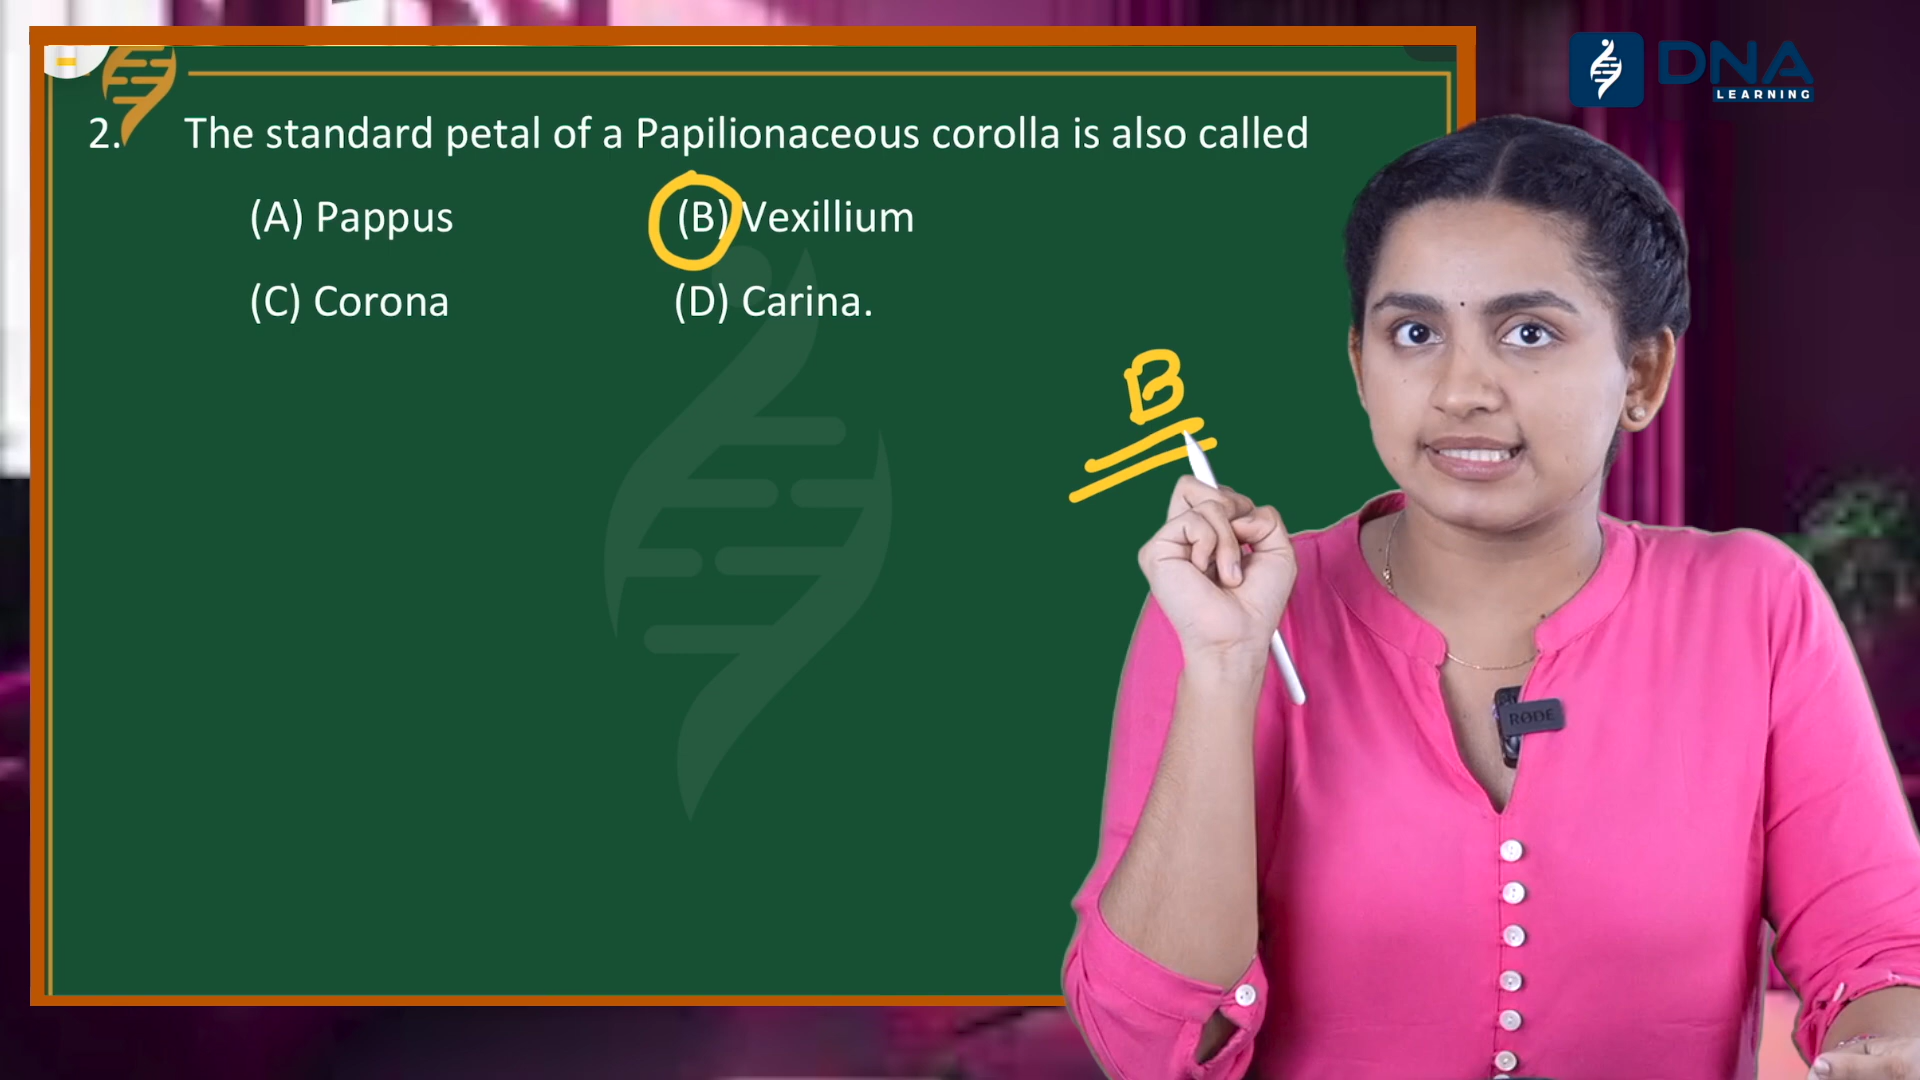 DNA
LEARNING
2. The standard petal of a Papilionaceous corolla is also called
(A) Pappus (B) Vexillium
(C) Corona (D) Carina.
B
RØDE